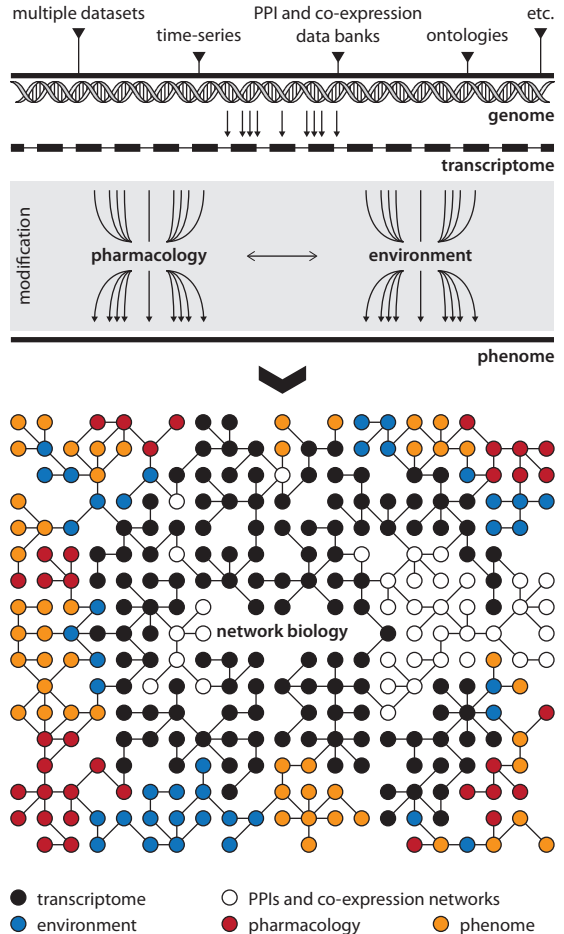 multiple datasets PPI and co-expression etc.
time-series data banks ontologies
genome
transcriptome
modification
pharmacology environment
phenome
network biology
transcriptome PPIs and co-expression networks
environment pharmacology phenome